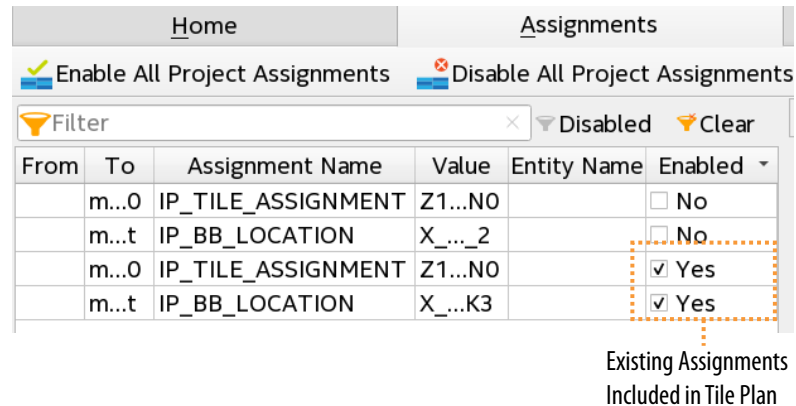 Home Assignments
Enable All Project Assignments Disable All Project Assignments
Filter Disabled Clear
From To Assignment Name Value Entity Name Enabled
m...0 IP_TILE_ASSIGNMENT Z1...N0 No
m...t IP_BB_LOCATION X_..._2 No
m...0 IP_TILE_ASSIGNMENT Z1...N0 Yes
m...t IP_BB_LOCATION X_...K3 Yes
Existing Assignments
Included in Tile Plan